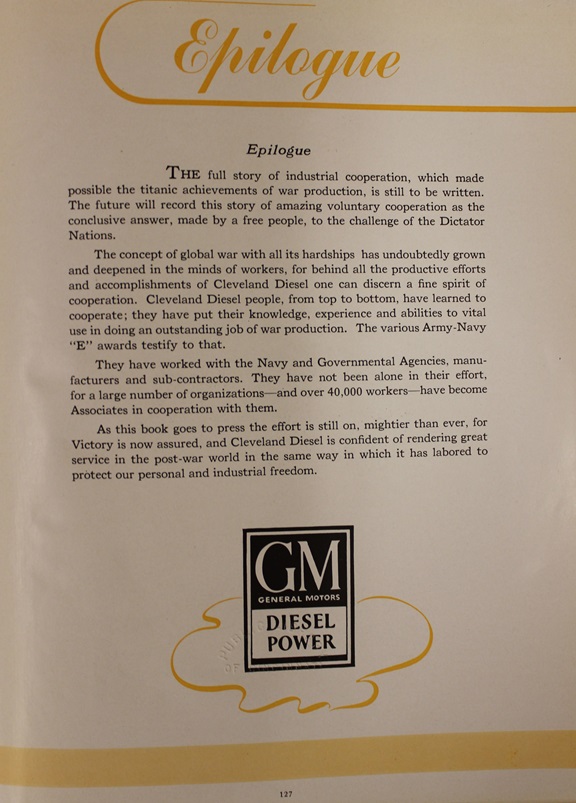 Epilogue
Epilogue
THE full story of industrial cooperation, which made
possible the titanic achievements of war production, is still to be written.
The future will record this story of amazing voluntary cooperation as the
conclusive answer, made by a free people, to the challenge of the Dictator
Nations.
The concept of global war with all its hardships has undoubtedly grown
and deepened in the minds of workers, for behind all the productive efforts
and accomplishments of Cleveland Diesel one can discern a fine spirit of
cooperation. Cleveland Diesel people, from top to bottom, have learned to
cooperate; they have put their knowledge, experience and abilities to vital
use in doing an outstanding job of war production. The various Army-Navy
"E" awards testify to that.
They have worked with the Navy and Governmental Agencies, manu-
facturers and sub-contractors. They have not been alone in their effort,
for a large number of organizations—and over 40,000 workers—have become
Associates in cooperation with them.
As this book goes to press the effort is still on, mightier than ever, for
Victory is now assured, and Cleveland Diesel is confident of rendering great
service in the post-war world in the same way in which it has labored to
protect our personal and industrial freedom.
GM
GENERAL MOTORS
DIESEL
POWER
OF
127